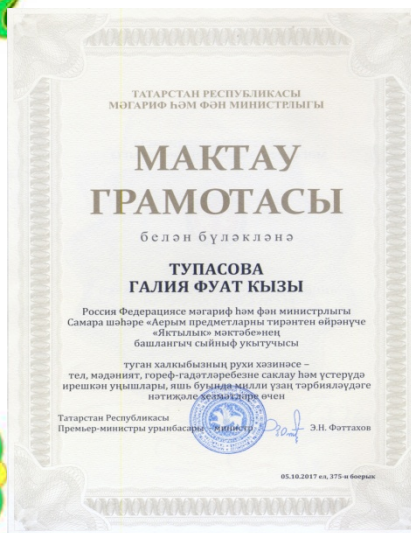 ТАТАРСТАН РЕСПУБЛИКАСЫ
МӘГАРИФ ҺӘМ ФӘН МИНИСТРЛЫГЫ
МАКТАУ
ГРАМОТАСЫ
белән бүләкләнә
ТУПАСОВА
ГАЛИЯ ФУАТ КЫЗЫ
Россия Федерациясе мәгариф һәм фән министрлыгы
Самара шәһәре «Аерым предметларны тирәнтен өйрәнүче
«Яктылык» мәктәбе»нең
башлангыч сыйныф укытучысы
туган халкыбызның рухи хәзинәсе –
тел, мәдәният, гореф-гадәтләребезне саклау һәм үстерүдә
ирешкән уңышлары, яшь буында милли үзаң тәрбияләүдәге
нәтиҗәле хезмәтләре өчен
Татарстан Республикасы
Премьер-министры урынбасары – министр Э.Н. Фәттахов
05.10.2017 ел, 375-н боерык